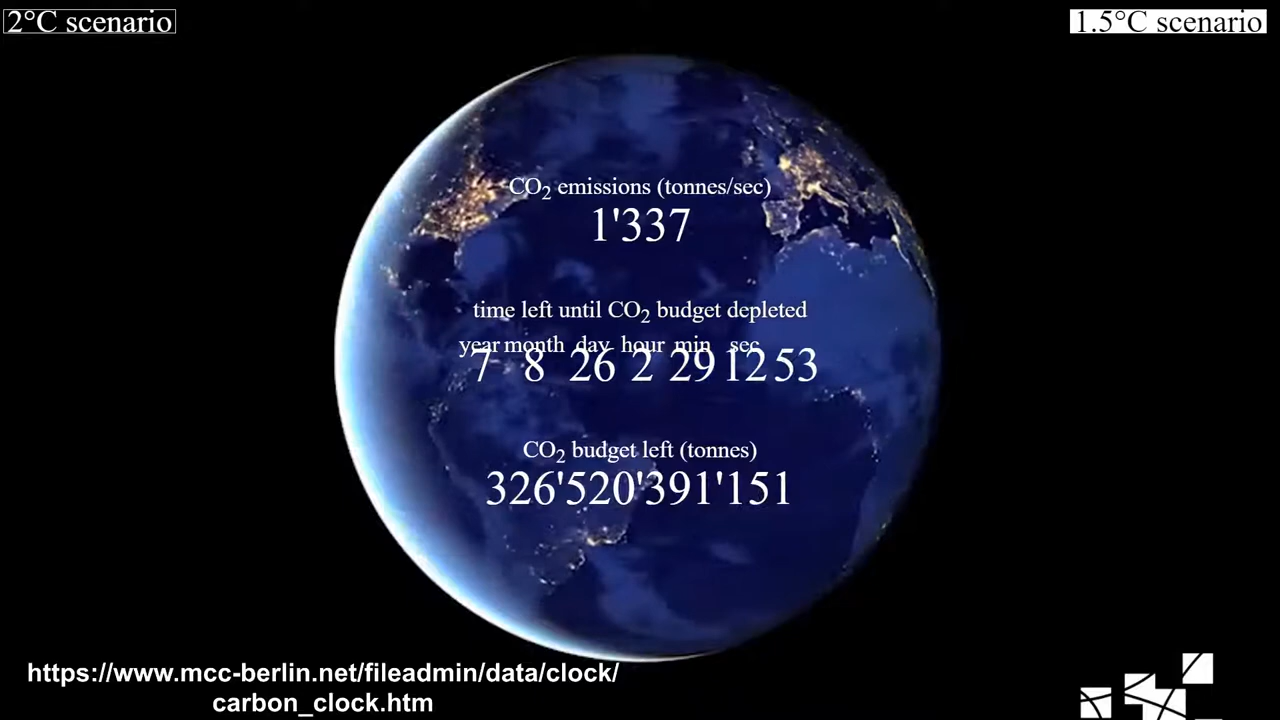 2°C scenario
1.5°C scenario
CO₂ emissions (tonnes/sec)
1'337
time left until CO₂ budget depleted
year month day hour min sec
7 8 26 2 29 12 53
CO₂ budget left (tonnes)
326'520'391'151
https://www.mcc-berlin.net/fileadmin/data/clock/
carbon_clock.htm